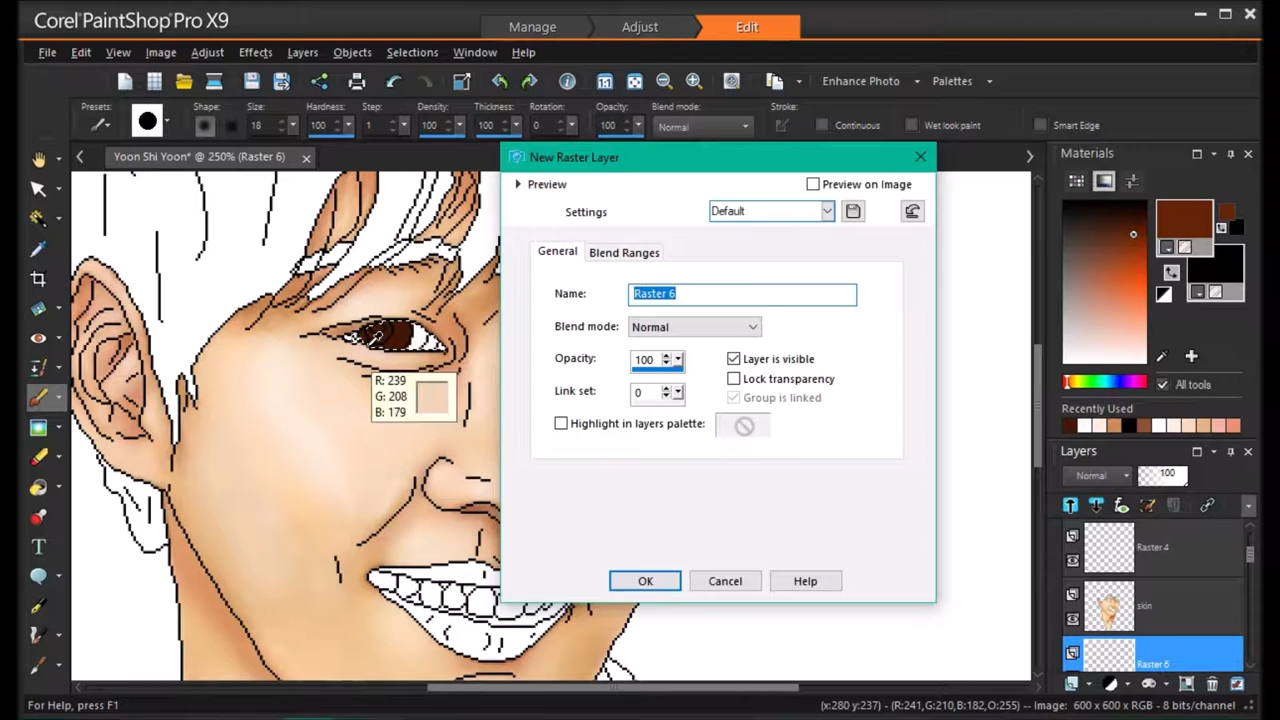 Corel PaintShop Pro X9
Manage Adjust Edit
File Edit View Image Adjust Effects Layers Objects Selections Window Help
1:1 Enhance Photo Palettes
Presets: Shape: Size: Hardness: Step: Density: Thickness: Rotation: Opacity: Blend mode: Stroke:
18 100 1 100 100 0 100 Normal Continuous Wet look paint Smart Edge
Yoon Shi Yoon* @ 250% (Raster 6)
New Raster Layer
Preview Preview on Image
Settings Default
General Blend Ranges
Name: Raster 6
Blend mode: Normal
Opacity: 100 Layer is visible
Lock transparency
Link set: 0 Group is linked
Highlight in layers palette:
OK Cancel Help
R: 239
G: 208
B: 179
Materials
All tools
Recently Used
Layers
Normal 100
Raster 4
skin
Raster 6
T
For Help, press F1
(x:280 y:237) -- (R:241,G:210,B:182,O:255) -- Image: 600 x 600 x RGB - 8 bits/channel